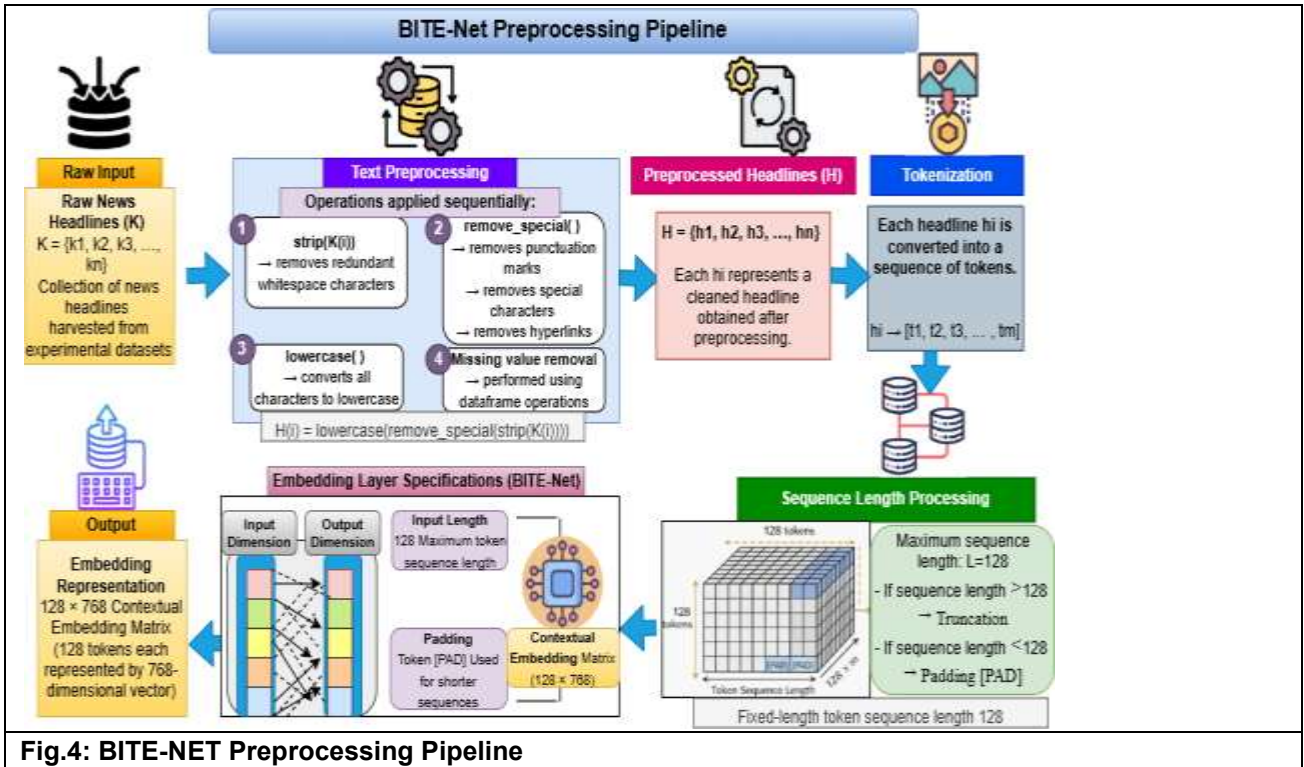 BITE-Net Preprocessing Pipeline
Raw Input
Raw News
Headlines (K)
K = {k1, k2, k3, ....,
kn}
Collection of news
headlines
harvested from
experimental datasets
Text Preprocessing
Operations applied sequentially:
1
strip(K(i))
→ removes redundant
whitespace characters
2
remove_special( )
→ removes punctuation
marks
→ removes special
characters
→ removes hyperlinks
3
lowercase( )
→ converts all
characters to lowercase
4
Missing value removal
→ performed using
dataframe operations
H(i) = lowercase(remove_special(strip(K(i))))
Preprocessed Headlines (H)
H = {h1, h2, h3, ..., hn}
Each hi represents a
cleaned headline
obtained after
preprocessing.
Tokenization
Each headline hi is
converted into a
sequence of tokens.
hi → [t1, t2, t3, ... , tm]
Sequence Length Processing
128 tokens
128
tokens
[PAD] [PAD]
128 × m
Token Sequence Length
Maximum sequence
length: L=128
- If sequence length >128
→ Truncation
- If sequence length <128
→ Padding [PAD]
Fixed-length token sequence length 128
Embedding Layer Specifications (BITE-Net)
Input
Dimension
Output
Dimension
Input Length
128 Maximum token
sequence length
Padding
Token [PAD] Used
for shorter
sequences
Contextual
Embedding Matrix
(128 × 768)
Output
Embedding
Representation
128 × 768 Contextual
Embedding Matrix
(128 tokens each
represented by 768-
dimensional vector)
Fig.4: BITE-NET Preprocessing Pipeline